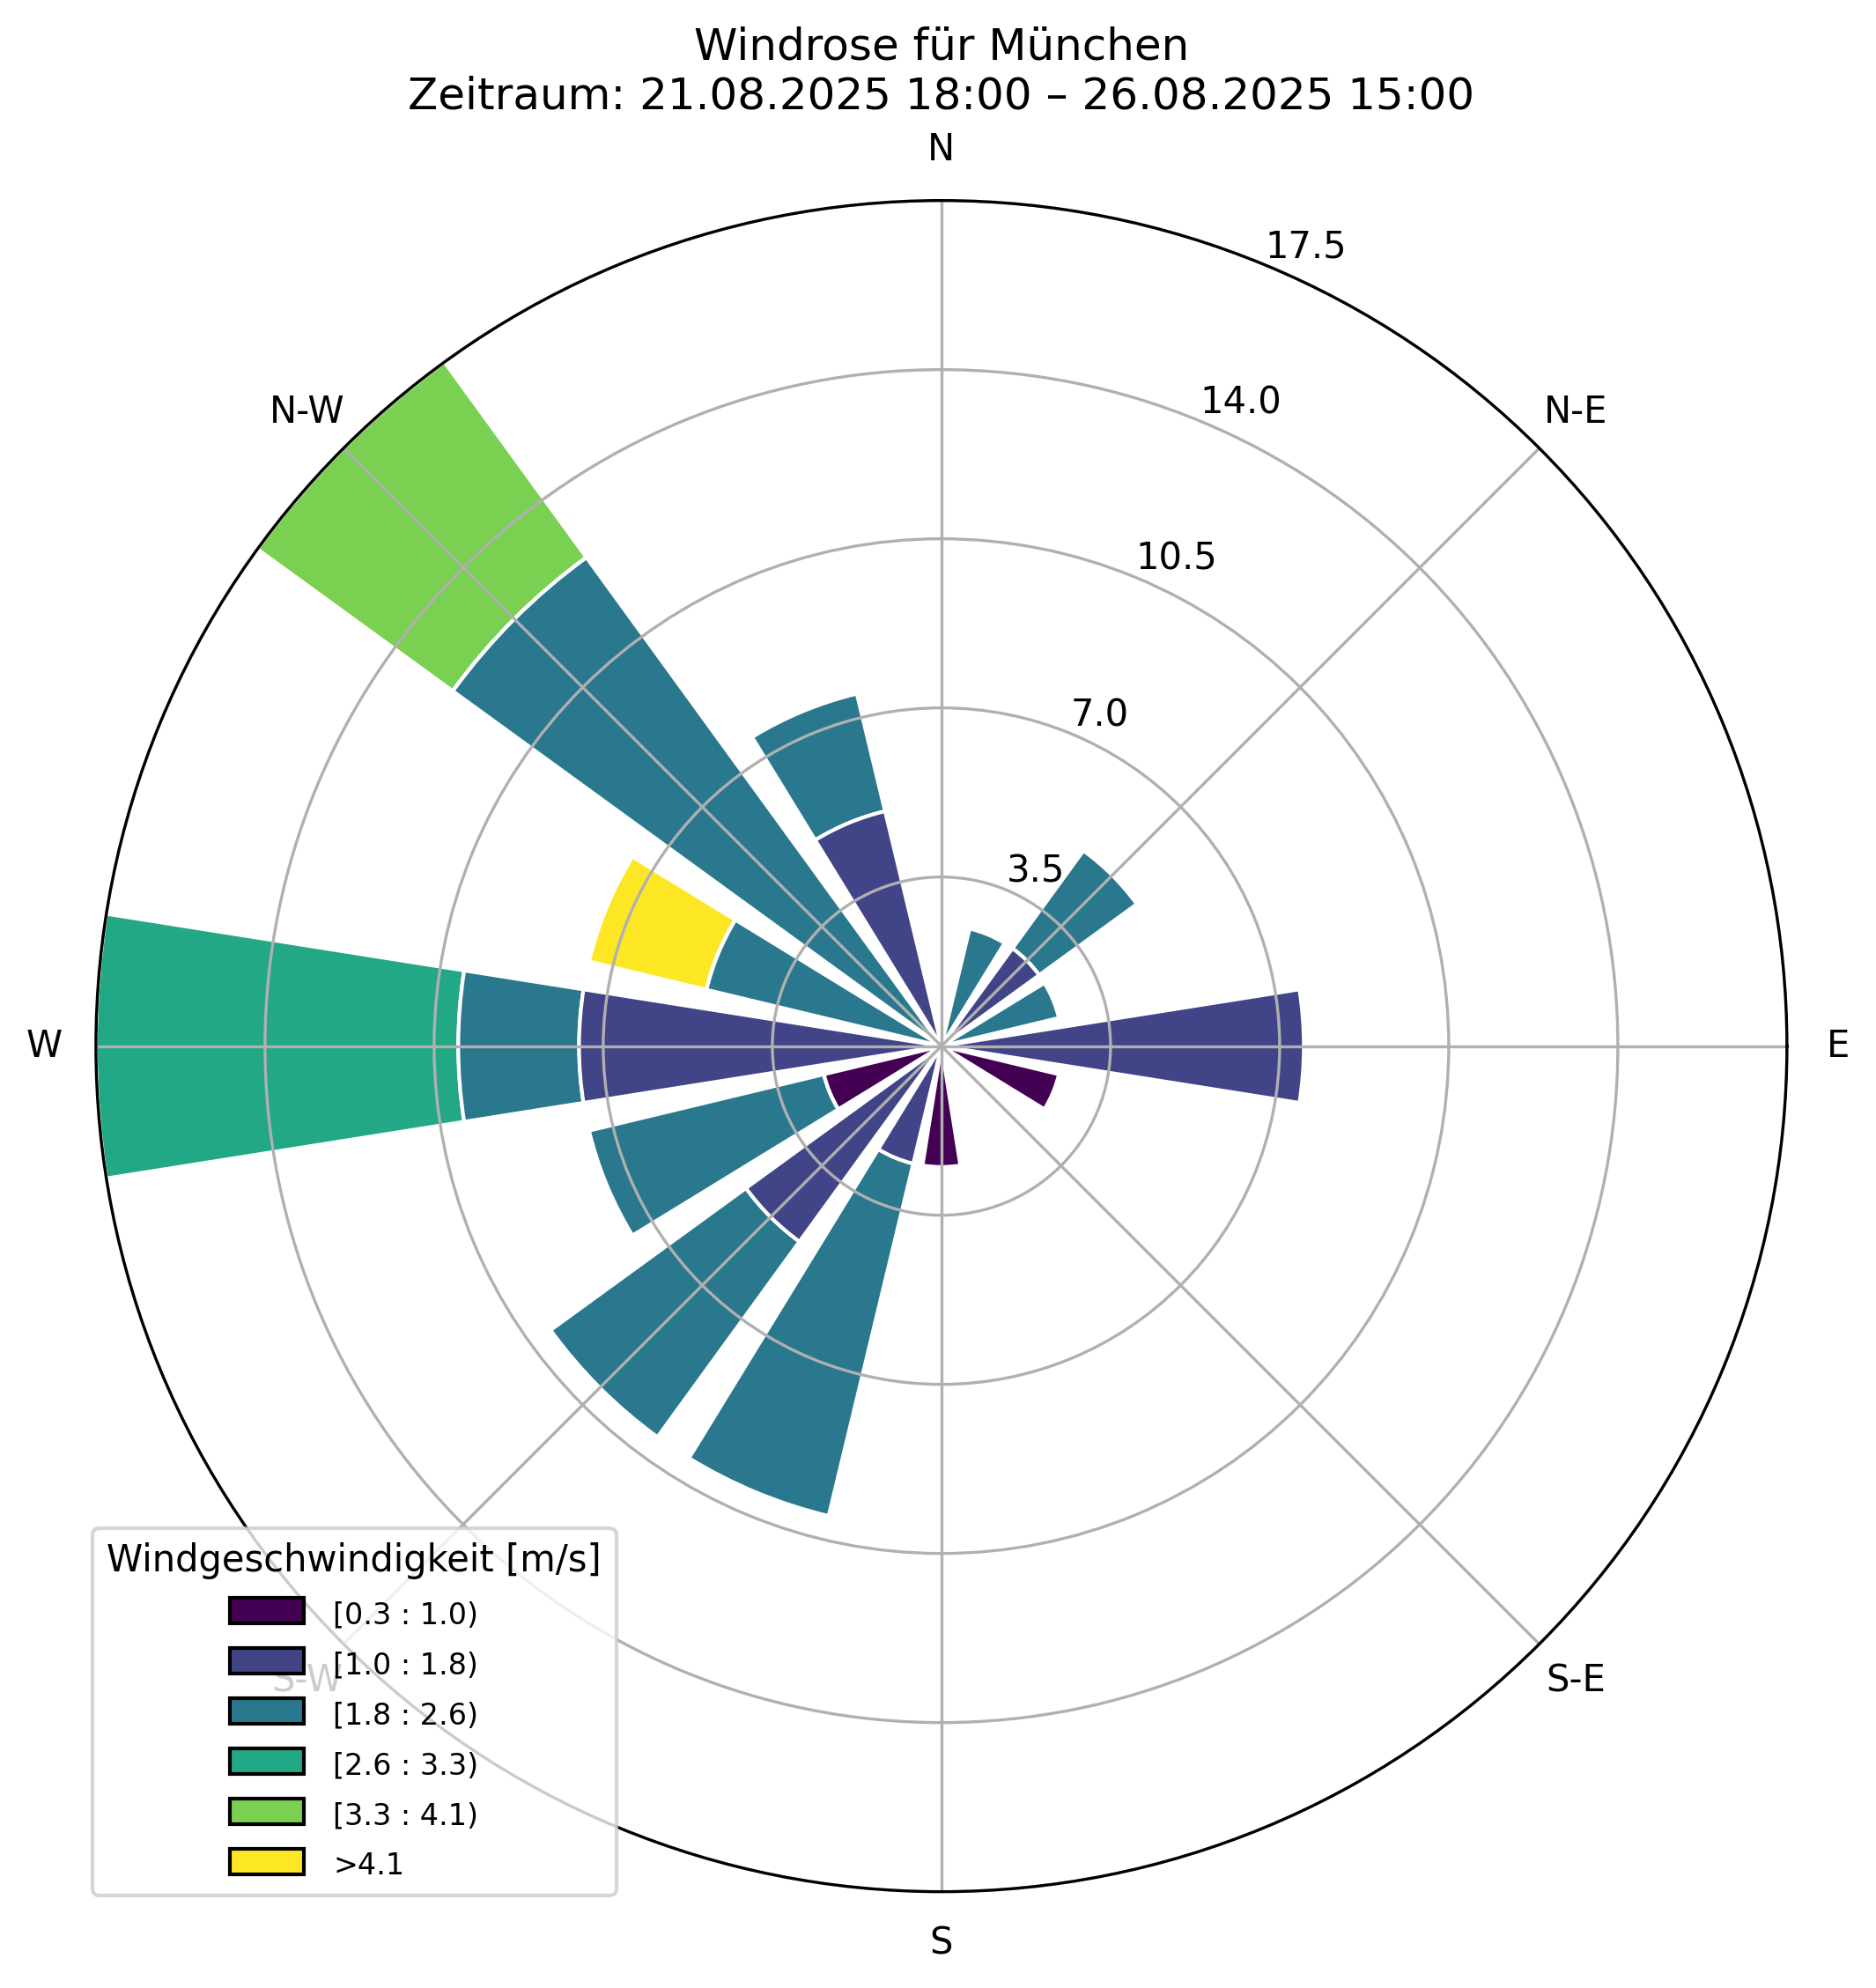 Windrose für München
Zeitraum: 21.08.2025 18:00 – 26.08.2025 15:00
N
17.5
14.0
N-W
N-E
10.5
7.0
3.5
W
E
Windgeschwindigkeit [m/s]
[0.3 : 1.0)
[1.0 : 1.8)
S-W
S-E
[1.8 : 2.6)
[2.6 : 3.3)
[3.3 : 4.1)
>4.1
S